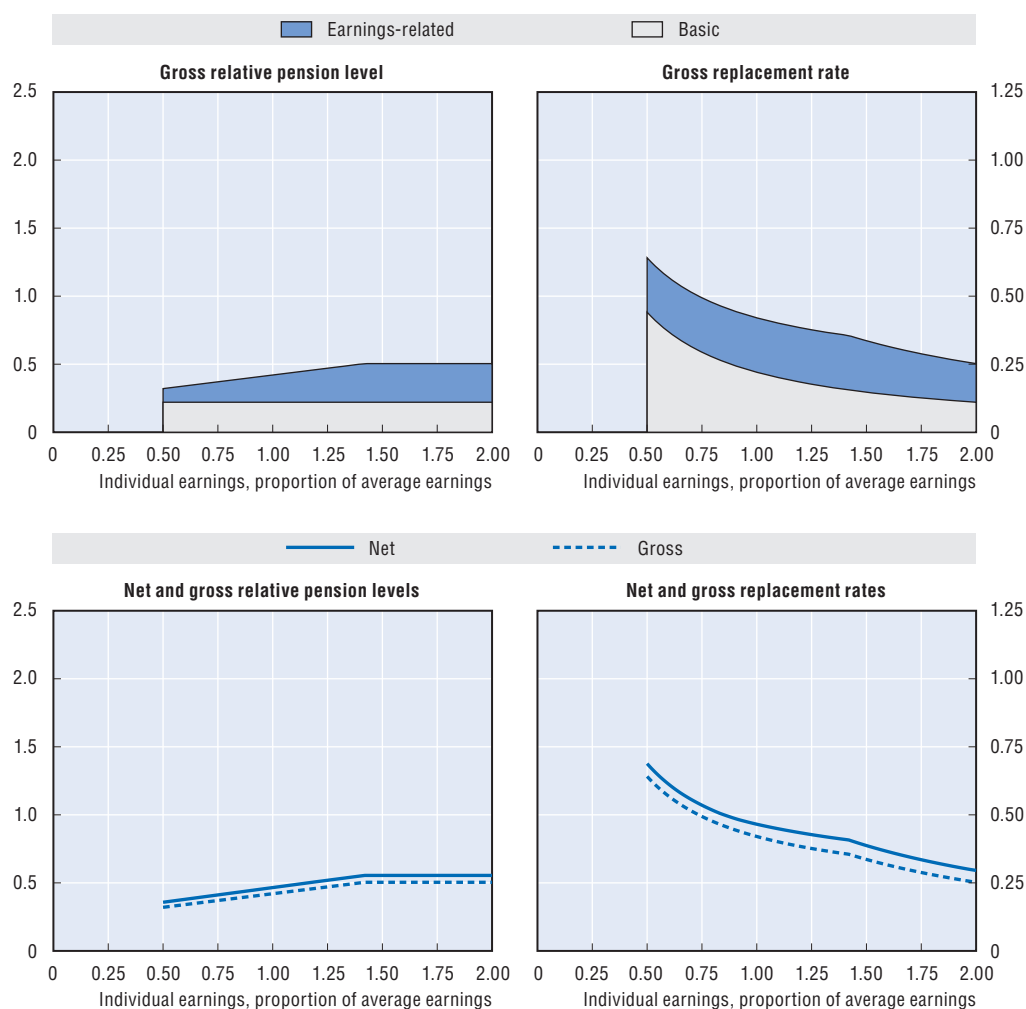 Earnings-related Basic
Gross relative pension level Gross replacement rate
2.5 1.25
2.0 1.00
1.5 0.75
1.0 0.50
0.5 0.25
0 0
0 0.25 0.50 0.75 1.00 1.25 1.50 1.75 2.00 0 0.25 0.50 0.75 1.00 1.25 1.50 1.75 2.00
Individual earnings, proportion of average earnings Individual earnings, proportion of average earnings
Net Gross
Net and gross relative pension levels Net and gross replacement rates
2.5 1.25
2.0 1.00
1.5 0.75
1.0 0.50
0.5 0.25
0 0
0 0.25 0.50 0.75 1.00 1.25 1.50 1.75 2.00 0 0.25 0.50 0.75 1.00 1.25 1.50 1.75 2.00
Individual earnings, proportion of average earnings Individual earnings, proportion of average earnings